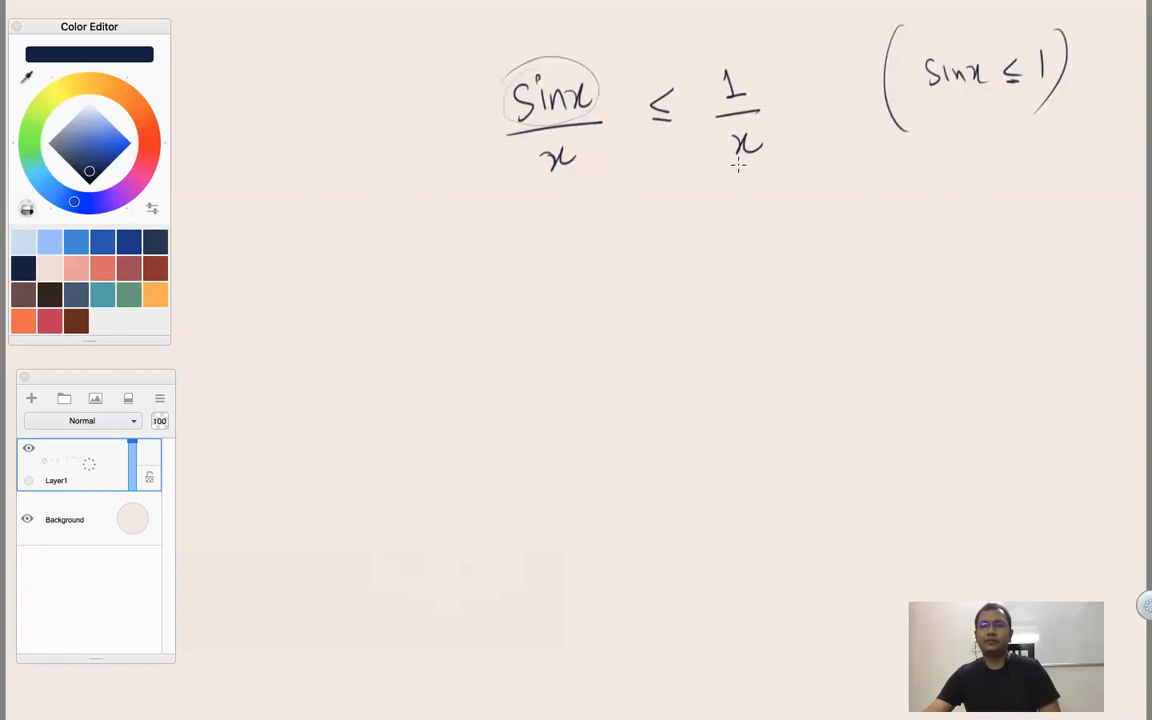 Color Editor
sinx/x ≤ 1/x
(sinx ≤ 1)
Normal
100
Layer1
Background